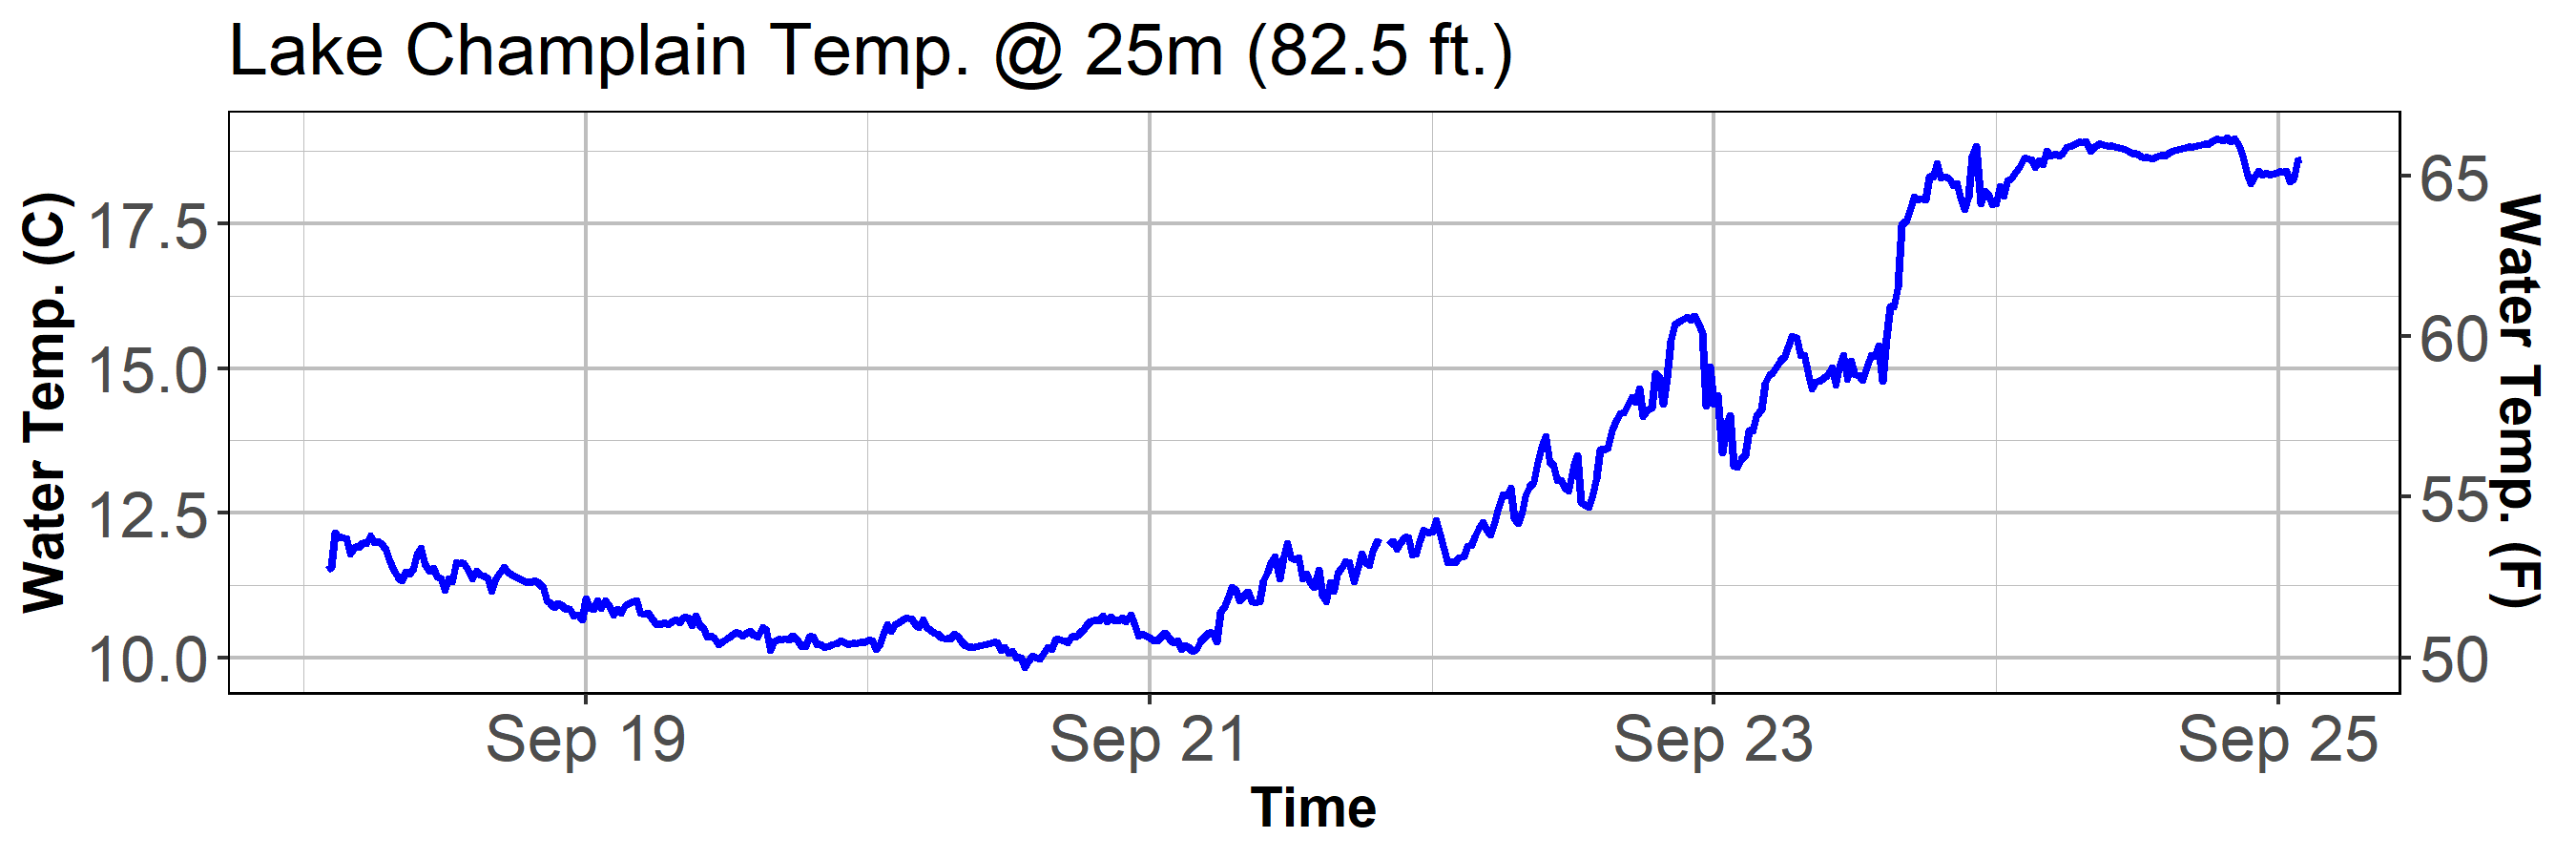 Lake Champlain Temp. @ 25m (82.5 ft.)
Water Temp. (C)
17.5
15.0
12.5
10.0
65
60
55
50
Water Temp. (F)
Sep 19
Sep 21
Sep 23
Sep 25
Time